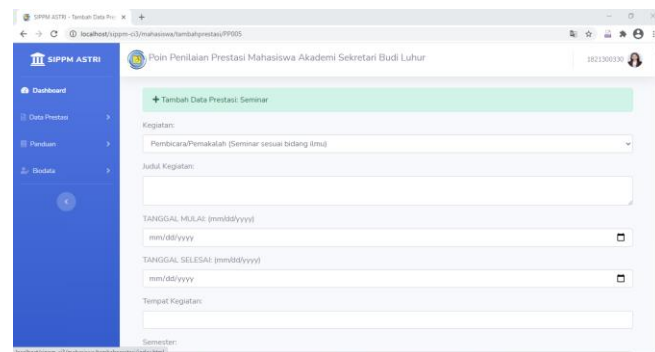 SIPPM ASTRI - Tambah Data Pre
localhost/sippm-ci3/mahasiswa/tambahprestasi/PP005
SIPPM ASTRI
Poin Penilaian Prestasi Mahasiswa Akademi Sekretari Budi Luhur
1821300330
Dashboard
Data Prestasi
Panduan
Biodata
+ Tambah Data Prestasi: Seminar
Kegiatan:
Pembicara/Pemakalah (Seminar sesuai bidang ilmu)
Judul Kegiatan:
TANGGAL MULAI: (mm/dd/yyyy)
mm/dd/yyyy
TANGGAL SELESAI: (mm/dd/yyyy)
mm/dd/yyyy
Tempat Kegiatan:
Semester: